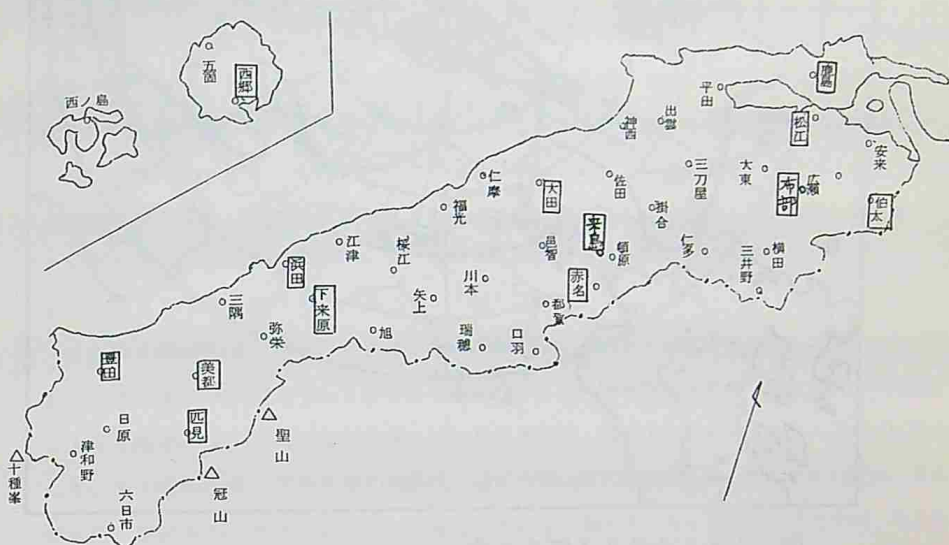 五箇
西郷
西ノ島
鹿島
平田
松江
出雲
神西
安来
三刀屋
大東
布部
広瀬
伯太
仁摩
大田
佐田
掛合
福光
来島
頓原
仁多
三井野
横田
邑智
赤名
江津
桜江
川本
都賀
浜田
下来原
矢上
三隅
弥栄
旭
瑞穂
口羽
豊田
美都
匹見
日原
津和野
聖山
冠山
十種峯
六日市